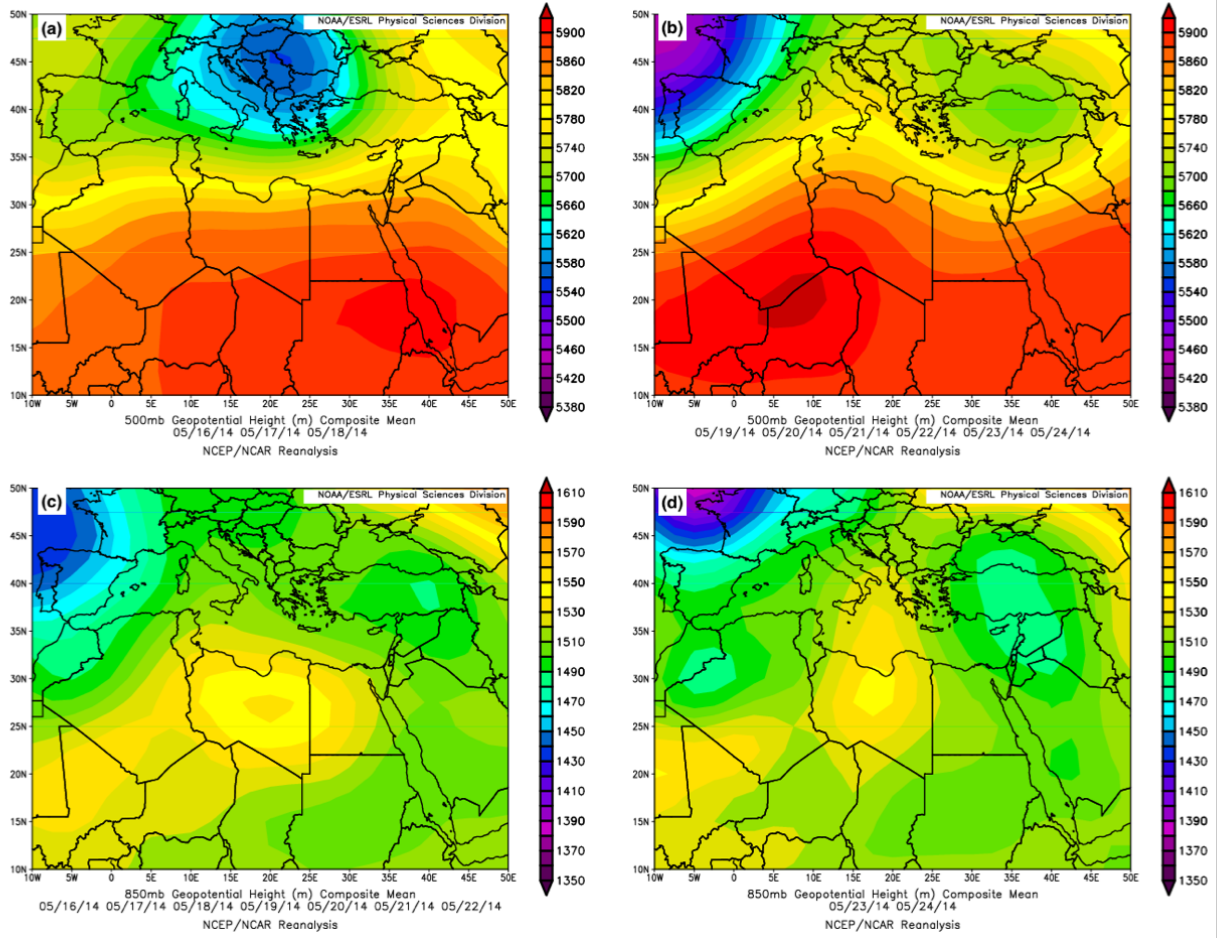 (a)
NOAA/ESRL Physical Sciences Division
50N
45N
40N
35N
30N
25N
20N
15N
10N
10W 5W 0 5E 10E 15E 20E 25E 30E 35E 40E 45E 50E
5900
5860
5820
5780
5740
5700
5660
5620
5580
5540
5500
5460
5420
5380
500mb Geopotential Height (m) Composite Mean
05/16/14 05/17/14 05/18/14
NCEP/NCAR Reanalysis
(b)
NOAA/ESRL Physical Sciences Division
50N
45N
40N
35N
30N
25N
20N
15N
10N
10W 5W 0 5E 10E 15E 20E 25E 30E 35E 40E 45E 50E
5900
5860
5820
5780
5740
5700
5660
5620
5580
5540
5500
5460
5420
5380
500mb Geopotential Height (m) Composite Mean
05/19/14 05/20/14 05/21/14 05/22/14 05/23/14 05/24/14
NCEP/NCAR Reanalysis
(c)
NOAA/ESRL Physical Sciences Division
50N
45N
40N
35N
30N
25N
20N
15N
10N
10W 5W 0 5E 10E 15E 20E 25E 30E 35E 40E 45E 50E
1610
1590
1570
1550
1530
1510
1490
1470
1450
1430
1410
1390
1370
1350
850mb Geopotential Height (m) Composite Mean
05/16/14 05/17/14 05/18/14 05/19/14 05/20/14 05/21/14 05/22/14
NCEP/NCAR Reanalysis
(d)
NOAA/ESRL Physical Sciences Division
50N
45N
40N
35N
30N
25N
20N
15N
10N
10W 5W 0 5E 10E 15E 20E 25E 30E 35E 40E 45E 50E
1610
1590
1570
1550
1530
1510
1490
1470
1450
1430
1410
1390
1370
1350
850mb Geopotential Height (m) Composite Mean
05/23/14 05/24/14
NCEP/NCAR Reanalysis